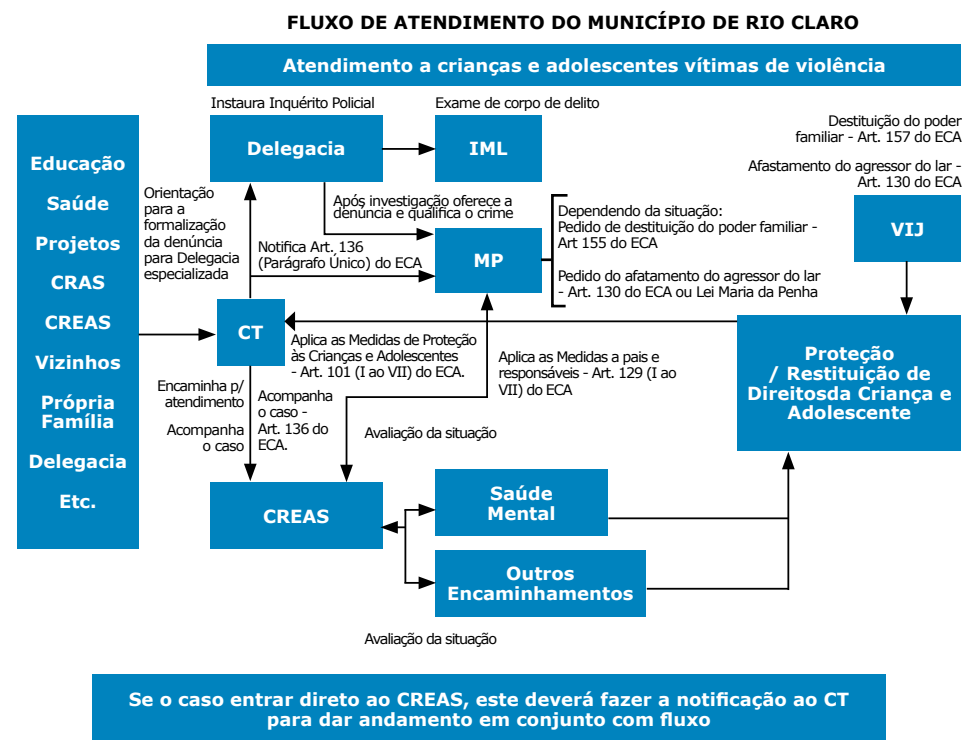 FLUXO DE ATENDIMENTO DO MUNICÍPIO DE RIO CLARO
Atendimento a crianças e adolescentes vítimas de violência
Instaura Inquérito Policial
Exame de corpo de delito
Destituição do poder
familiar - Art. 157 do ECA
Afastamento do agressor do lar -
Art. 130 do ECA
Educação
Saúde
Projetos
CRAS
CREAS
Vizinhos
Própria
Família
Delegacia
Etc.
Delegacia
IML
VIJ
Orientação
para a
formalização
da denúncia
para Delegacia
especializada
Após investigação oferece a
denúncia e qualifica o crime
Notifica Art. 136
(Parágrafo Único) do ECA
MP
Dependendo da situação:
Pedido de destituição do poder familiar -
Art 155 do ECA
Pedido do afatamento do agressor do lar
- Art. 130 do ECA ou Lei Maria da Penha
CT
Aplica as Medidas de Proteção
às Crianças e Adolescentes
- Art. 101 (I ao VII) do ECA.
Aplica as Medidas a pais e
responsáveis - Art. 129 (I ao
VII) do ECA
Proteção
/ Restituição de
Direitosda Criança e
Adolescente
Encaminha p/
atendimento
Acompanha
o caso
Acompanha
o caso -
Art. 136 do
ECA.
Avaliação da situação
CREAS
Saúde
Mental
Outros
Encaminhamentos
Avaliação da situação
Se o caso entrar direto ao CREAS, este deverá fazer a notificação ao CT
para dar andamento em conjunto com fluxo